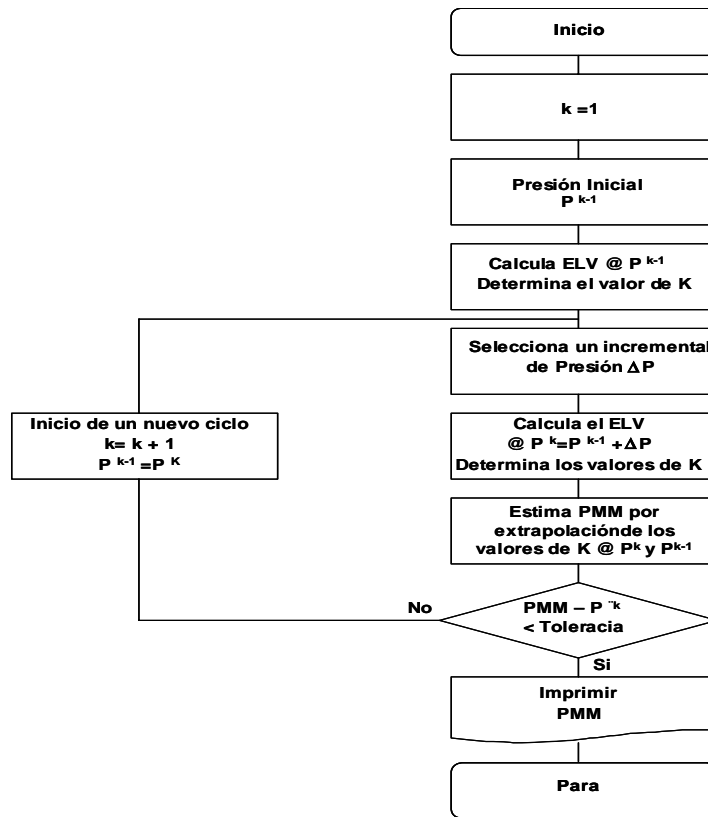 Inicio
k =1
Presión Inicial
P k-1
Calcula ELV @ P k-1
Determina el valor de K
Selecciona un incremental
de Presión ΔP
Inicio de un nuevo ciclo
k= k + 1
P k-1 =P K
Calcula el ELV
@ P k=P k-1 +ΔP
Determina los valores de K
Estima PMM por
extrapolaciónde los
valores de K @ Pk y Pk-1
No
PMM – P ¨k
< Toleracia
Si
Imprimir
PMM
Para